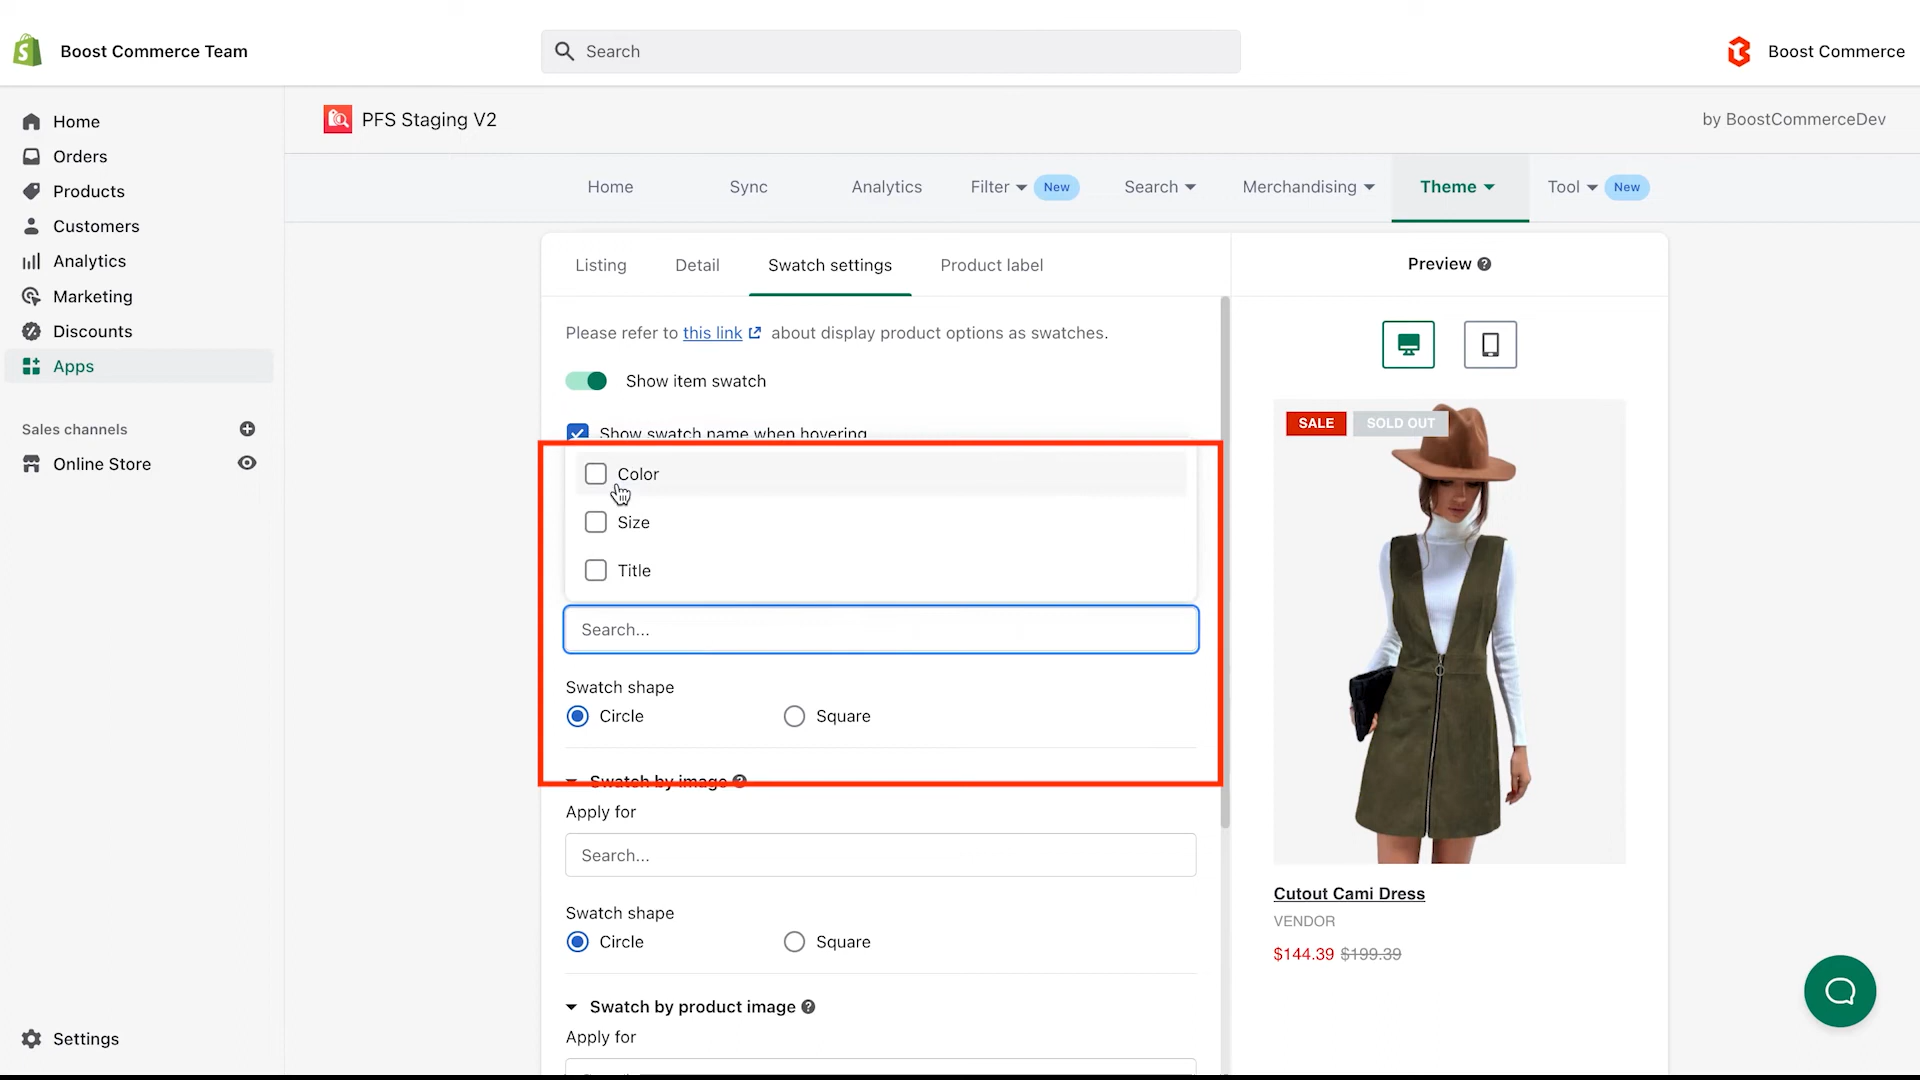 Boost Commerce Team
Search
Boost Commerce
Home
Orders
Products
Customers
Analytics
Marketing
Discounts
Apps
Sales channels
Online Store
Settings
PFS Staging V2
by BoostCommerceDev
Home
Sync
Analytics
Filter
New
Search
Merchandising
Theme
Tool
New
Listing
Detail
Swatch settings
Product label
Please refer to this link about display product options as swatches.
Show item swatch
Show swatch name when hovering
Color
Size
Title
Search...
Swatch shape
Circle
Square
Swatch by image
Apply for
Search...
Swatch shape
Circle
Square
Swatch by product image
Apply for
Preview
SALE
SOLD OUT
Cutout Cami Dress
VENDOR
$144.39 $199.39